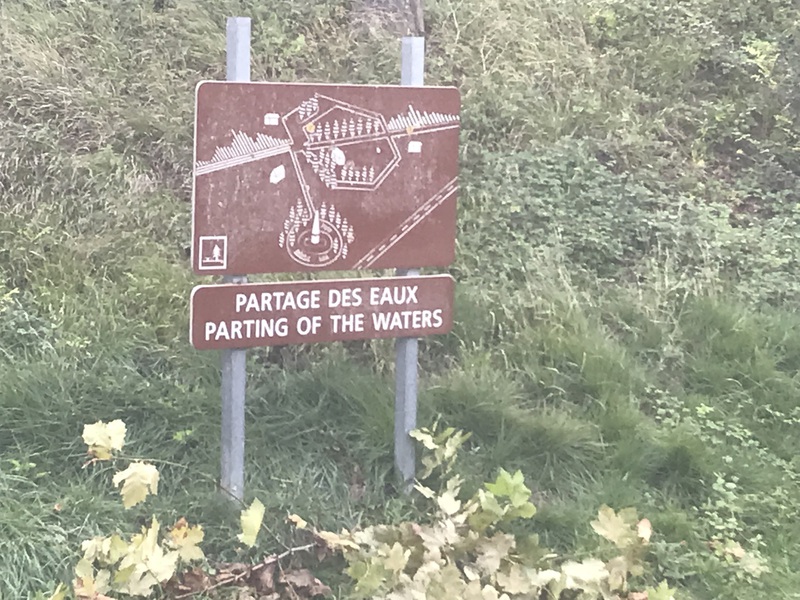 PARTAGE DES EAUX
PARTING OF THE WATERS